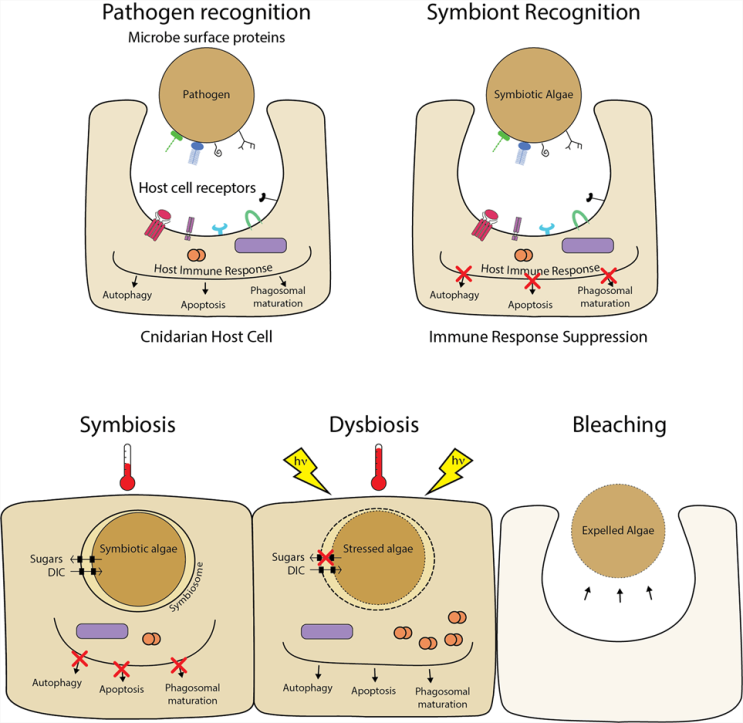 Pathogen recognition
Symbiont Recognition
Microbe surface proteins
Pathogen
Symbiotic Algae
Host cell receptors
Host Immune Response
Autophagy
Apoptosis
Phagosomal
maturation
Host Immune Response
Autophagy
Apoptosis
Phagosomal
maturation
Cnidarian Host Cell
Immune Response Suppression
Symbiosis
Dysbiosis
Bleaching
hν
hν
Symbiotic algae
Sugars
DIC
Symbiosome
Stressed algae
Sugars
DIC
Expelled Algae
Autophagy
Apoptosis
Phagosomal
maturation
Autophagy
Apoptosis
Phagosomal
maturation